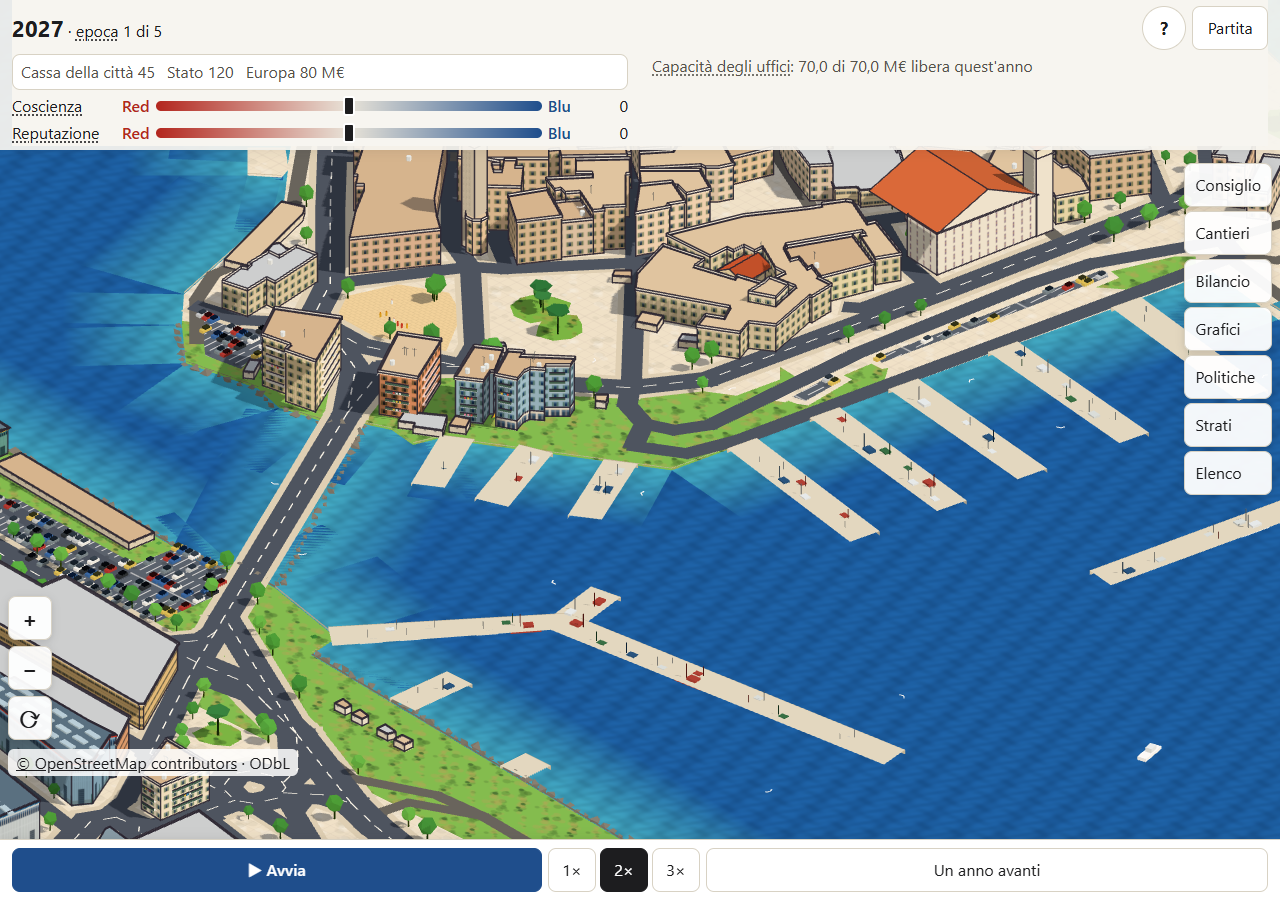 2027 · epoca 1 di 5
? Partita
Cassa della città 45 Stato 120 Europa 80 M€
Capacità degli uffici: 70,0 di 70,0 M€ libera quest'anno
Coscienza Red Blu 0
Reputazione Red Blu 0
Consiglio
Cantieri
Bilancio
Grafici
Politiche
Strati
Elenco
+
−
© OpenStreetMap contributors · ODbL
▶ Avvia 1× 2× 3× Un anno avanti